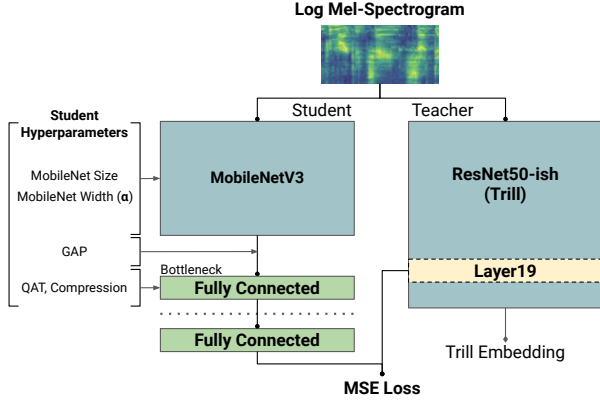 Log Mel-Spectrogram
Student
Teacher
Student
Hyperparameters
MobileNet Size
MobileNet Width (α)
GAP
QAT, Compression
MobileNetV3
Bottleneck
Fully Connected
Fully Connected
ResNet50-ish
(Trill)
Layer19
Trill Embedding
MSE Loss